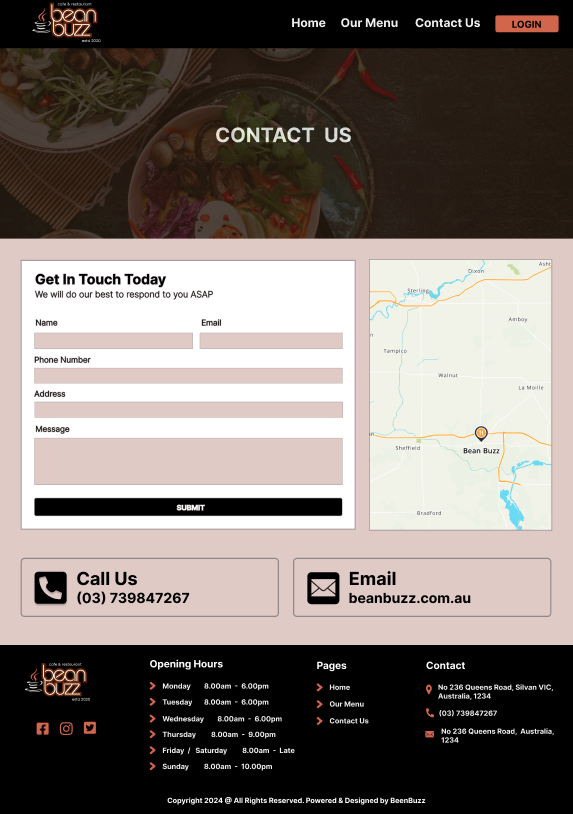 cafe & restaurant
bean
buzz
estd 2020
Home Our Menu Contact Us LOGIN
CONTACT US
Get In Touch Today
We will do our best to respond to you ASAP
Name Email
Phone Number
Address
Message
SUBMIT
Asht
Dixon
Sterling
Amboy
n
Tampico
Walnut
La Moille
an
Sheffield
Bean Buzz
Bradford
Call Us
(03) 739847267
Email
beanbuzz.com.au
cafe & restaurant
bean
buzz
estd 2020
Opening Hours
Monday 8.00am - 6.00pm
Tuesday 8.00am - 6.00pm
Wednesday 8.00am - 6.00pm
Thursday 8.00am - 9.00pm
Friday / Saturday 8.00am - Late
Sunday 8.00am - 10.00pm
Pages
Home
Our Menu
Contact Us
Contact
No 236 Queens Road, Silvan VIC,
Australia, 1234
(03) 739847267
No 236 Queens Road, Australia,
1234
Copyright 2024 @ All Rights Reserved. Powered & Designed by BeenBuzz